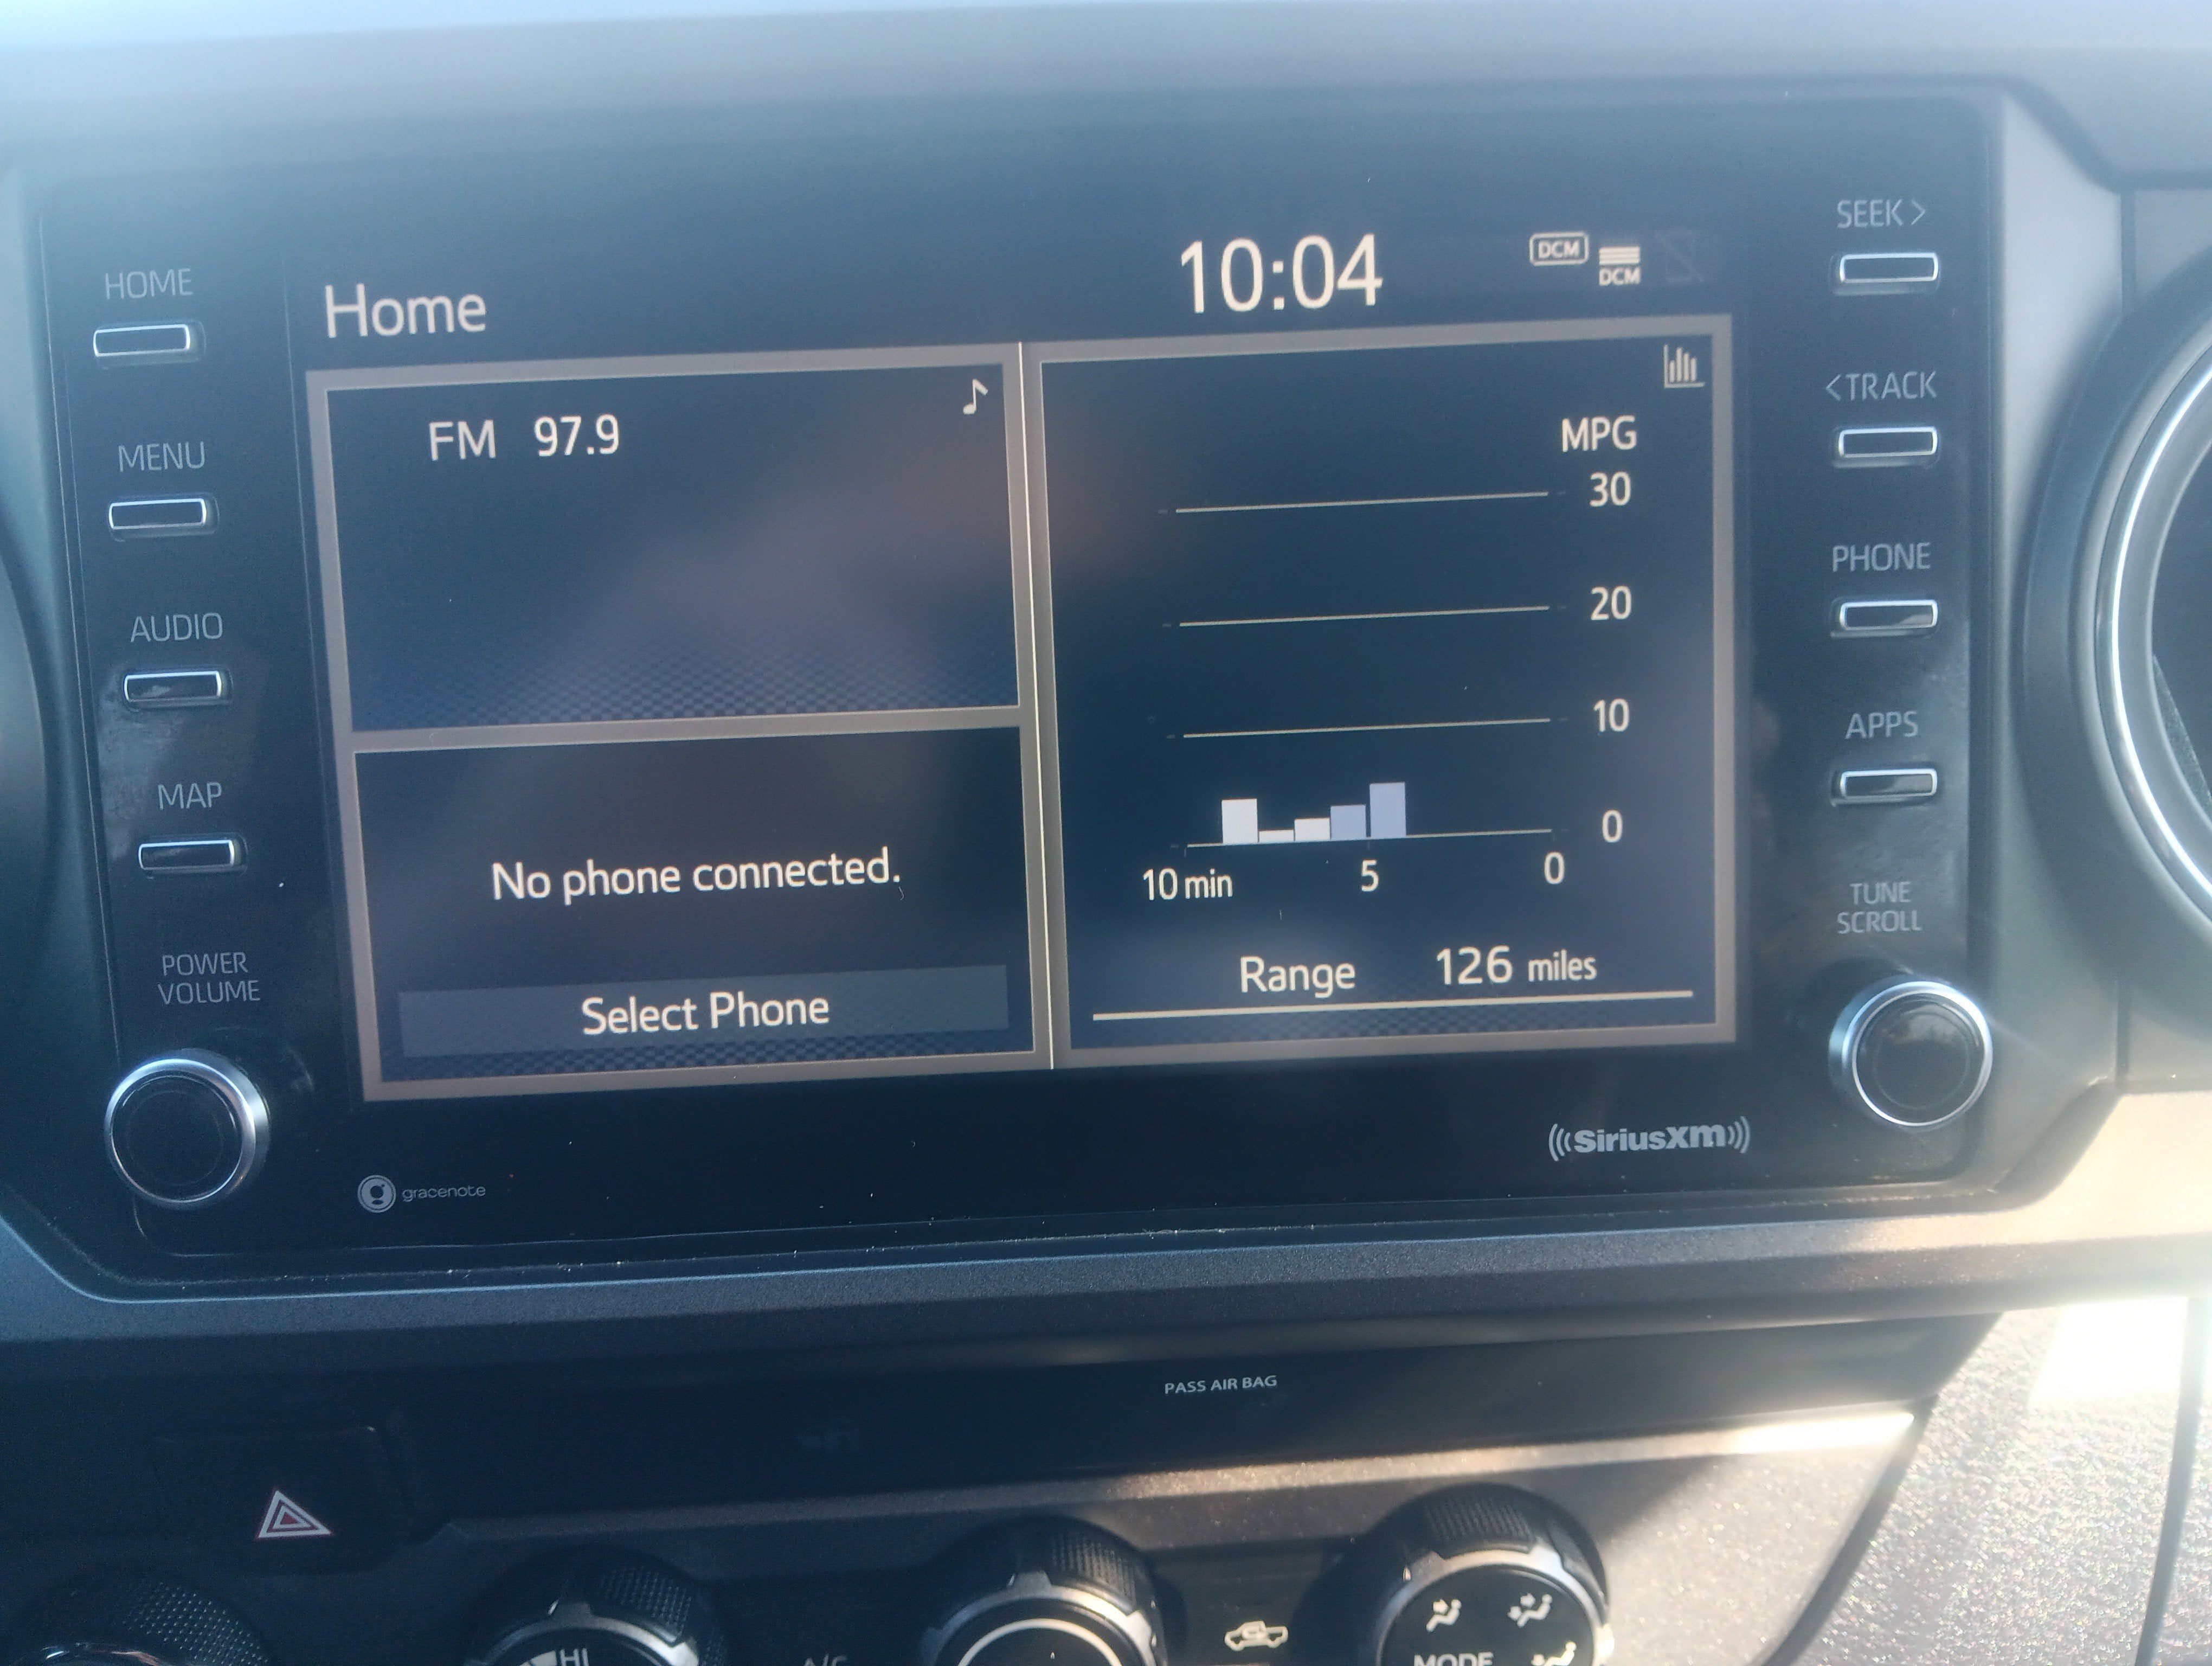 HOME
MENU
AUDIO
MAP
POWER
VOLUME
Home
10:04
DCM
DCM
FM 97.9
No phone connected.
Select Phone
MPG
30
20
10
0
10 min 5 0
Range 126 miles
SEEK >
< TRACK
PHONE
APPS
TUNE
SCROLL
gracenote
((SiriusXM))
PASS AIR BAG
HI
A/C
MODE